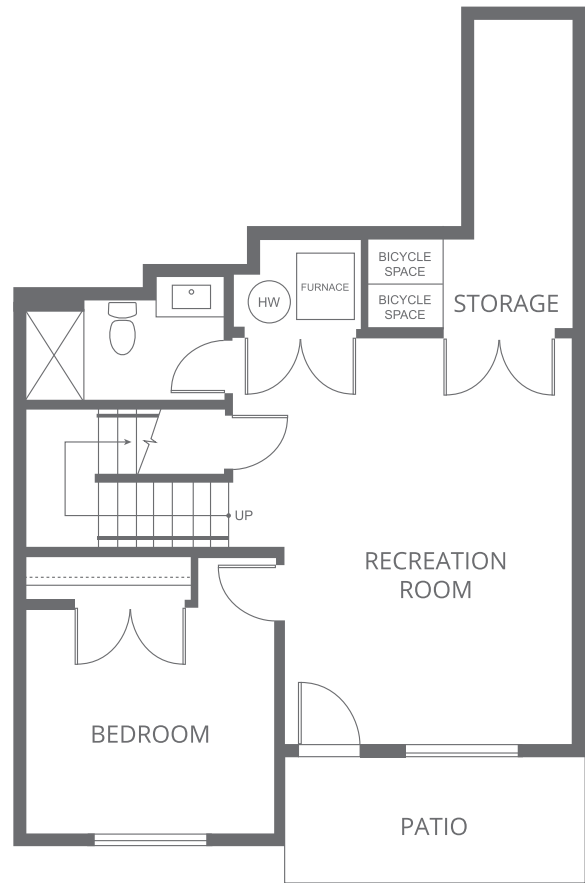 BICYCLE
SPACE
BICYCLE
SPACE
FURNACE
HW
STORAGE
UP
RECREATION
ROOM
BEDROOM
PATIO